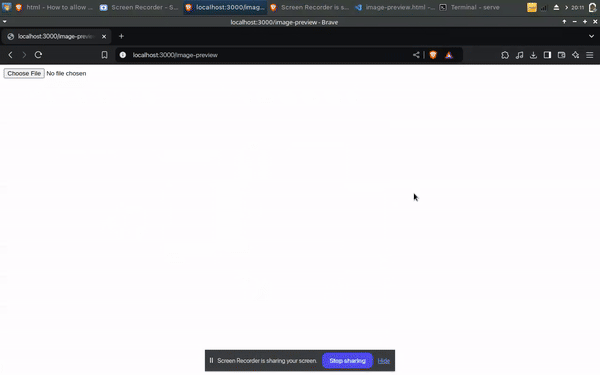 html - How to allow ...
Screen Recorder - S...
localhost:3000/imag...
Screen Recorder is s...
image-preview.html -...
Terminal - serve
20:11
localhost:3000/image-preview - Brave
localhost:3000/image-previe
localhost:3000/image-preview
Choose File No file chosen
Screen Recorder is sharing your screen. Stop sharing Hide